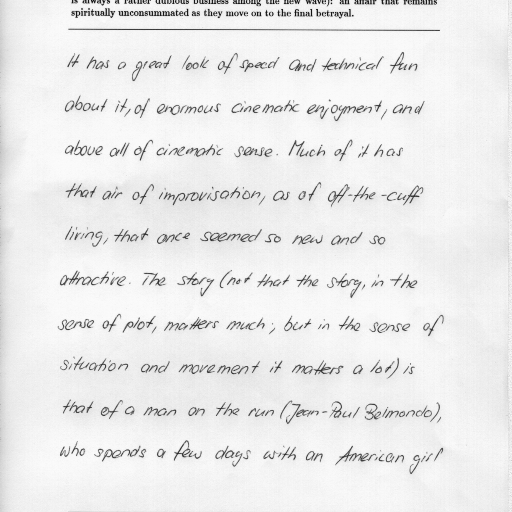 is always a rather dubious business among the new wave): an affair that remains
spiritually unconsummated as they move on to the final betrayal.
It has a great look of speed and technical fun
about it, of enormous cinematic enjoyment, and
above all of cinematic sense. Much of it has
that air of improvisation, as of off-the-cuff
living, that once seemed so new and so
attractive. The story (not that the story, in the
sense of plot, matters much; but in the sense of
situation and movement it matters a lot) is
that of a man on the run (Jean-Paul Belmondo),
who spends a few days with an American girl